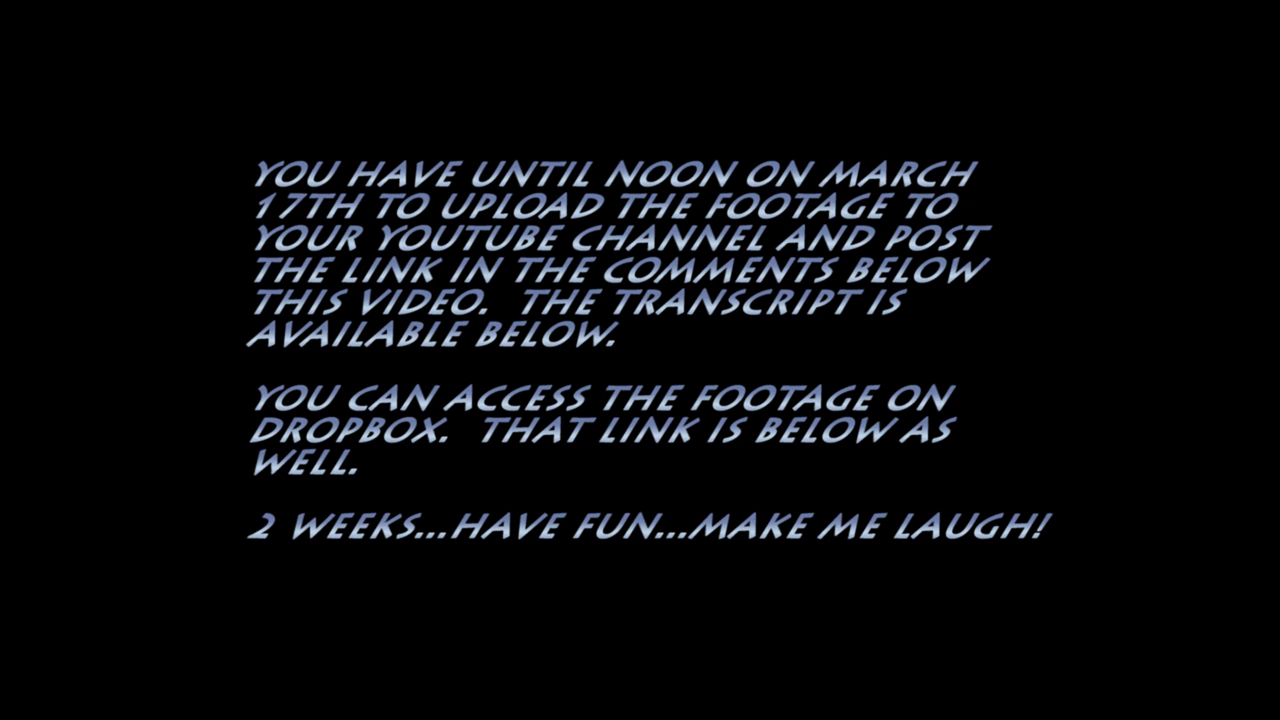 YOU HAVE UNTIL NOON ON MARCH
17TH TO UPLOAD THE FOOTAGE TO
YOUR YOUTUBE CHANNEL AND POST
THE LINK IN THE COMMENTS BELOW
THIS VIDEO. THE TRANSCRIPT IS
AVAILABLE BELOW.
YOU CAN ACCESS THE FOOTAGE ON
DROPBOX. THAT LINK IS BELOW AS
WELL.
2 WEEKS...HAVE FUN...MAKE ME LAUGH!